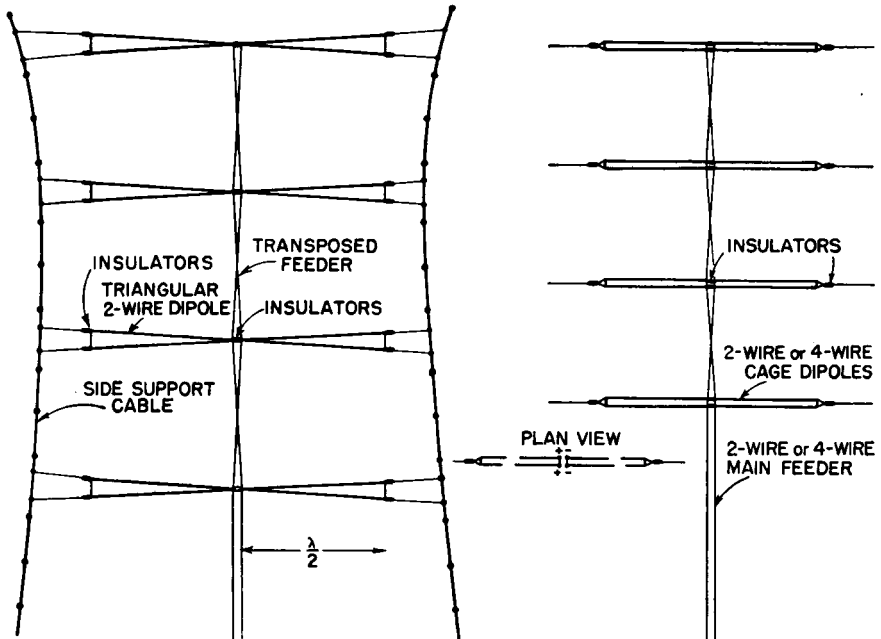 TRANSPOSED
FEEDER
INSULATORS
TRIANGULAR
2-WIRE DIPOLE
INSULATORS
SIDE SUPPORT
CABLE
λ
2
INSULATORS
2-WIRE or 4-WIRE
CAGE DIPOLES
PLAN VIEW
+ -
+ -
2-WIRE or 4-WIRE
MAIN FEEDER